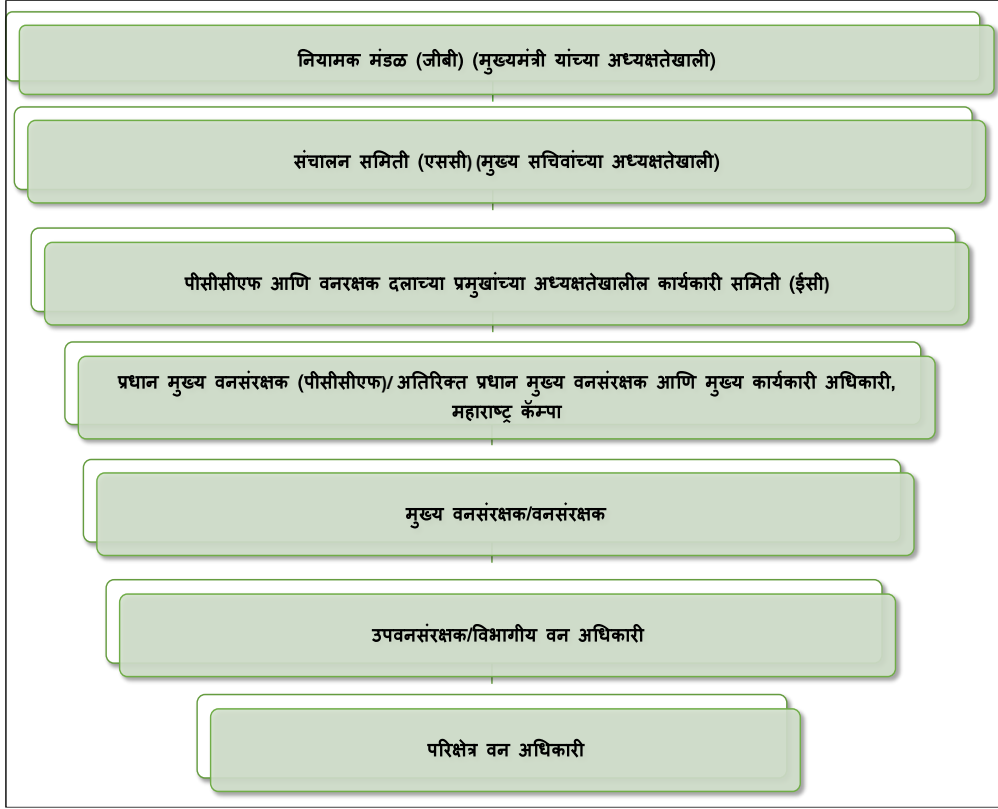 नियामक मंडळ (जीबी) (मुख्यमंत्री यांच्या अध्यक्षतेखाली)
संचालन समिती (एससी) (मुख्य सचिवांच्या अध्यक्षतेखाली)
पीसीसीएफ आणि वनरक्षक दलाच्या प्रमुखांच्या अध्यक्षतेखालील कार्यकारी समिती (ईसी)
प्रधान मुख्य वनसंरक्षक (पीसीसीएफ)/ अतिरिक्त प्रधान मुख्य वनसंरक्षक आणि मुख्य कार्यकारी अधिकारी,
महाराष्ट्र कॅम्पा
मुख्य वनसंरक्षक/वनसंरक्षक
उपवनसंरक्षक/विभागीय वन अधिकारी
परिक्षेत्र वन अधिकारी